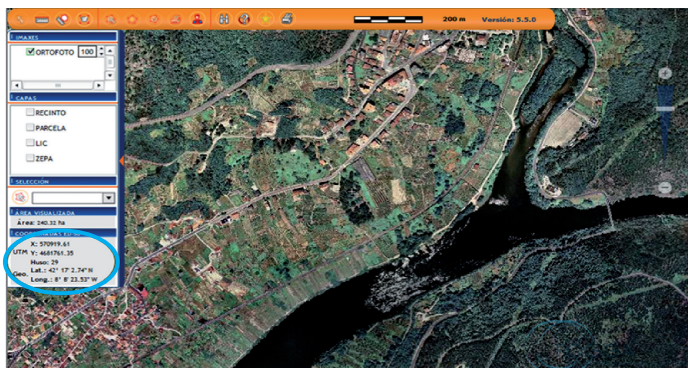 200 m Versión: 5.5.0
IMAXES
ORTOFOTO 100
CAPAS
RECINTO
PARCELA
LIC
ZEPA
SELECCIÓN
ÁREA VISUALIZADA
Área: 240.32 ha
X: 570919.61
UTM Y: 4681761.35
Huso: 29
Geo. Lat.: 42° 17' 2.74" N
Long.: 8° 8' 23.53" W